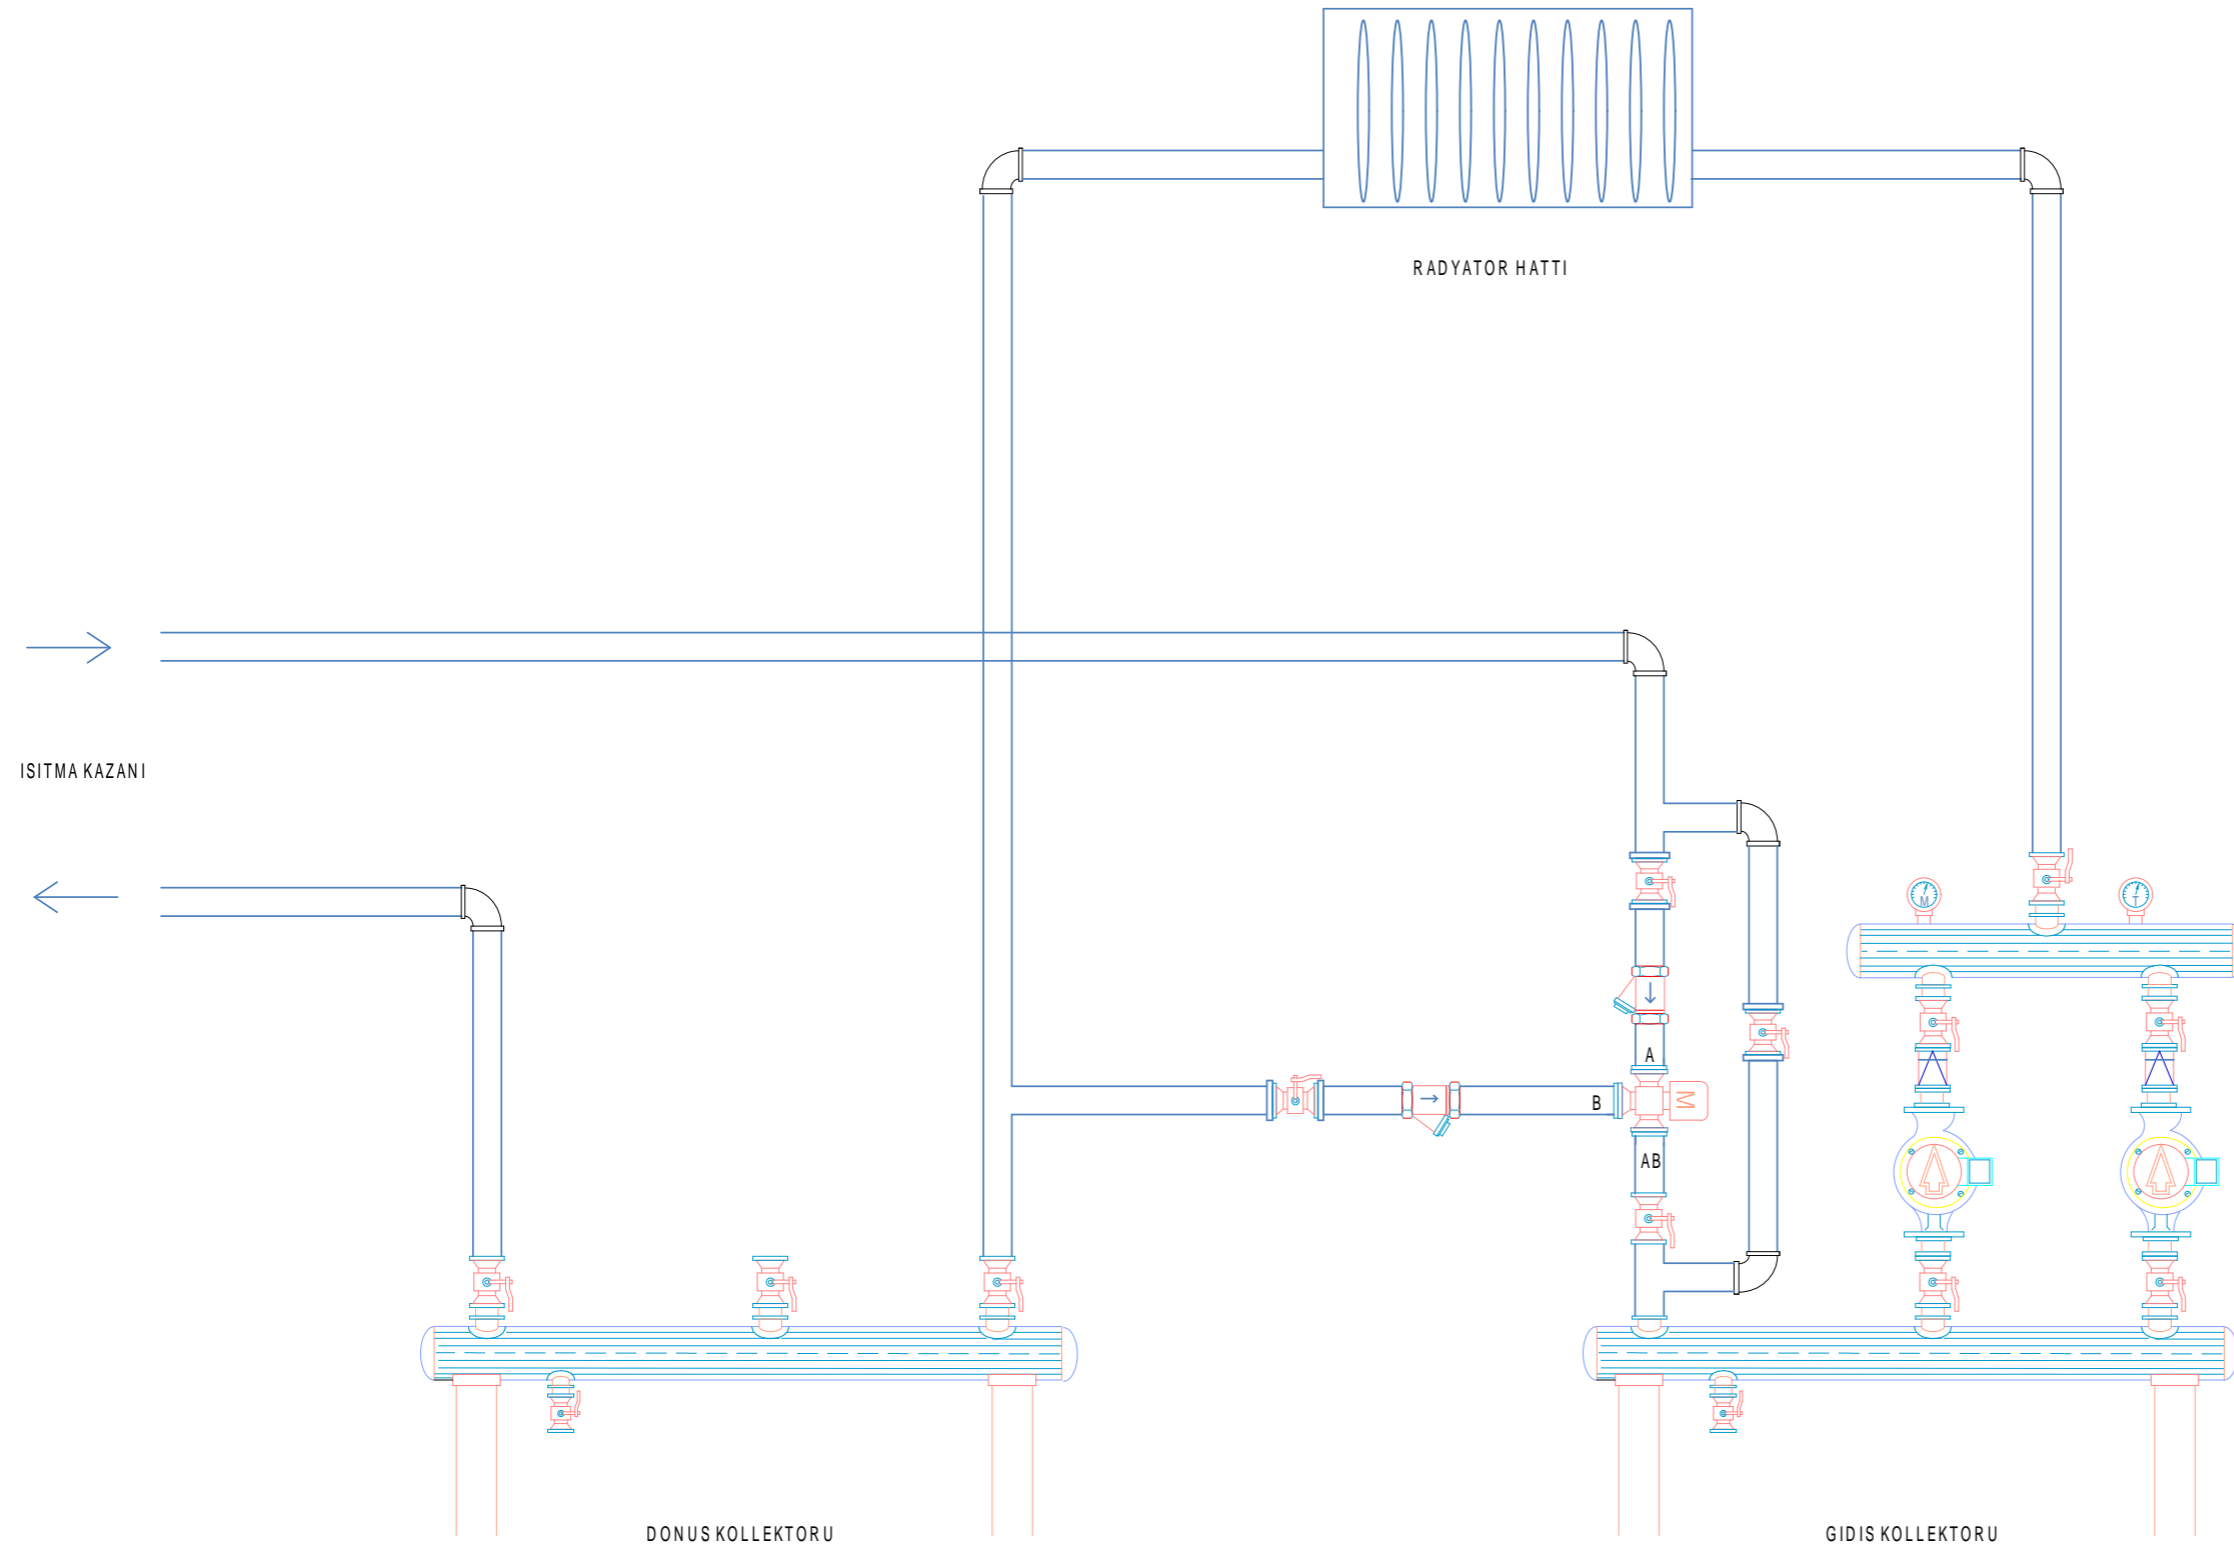 RADYATOR HATTI
ISITMA KAZANI
M
T
A
B
M
AB
DONUS KOLLEKTORU
GIDIS KOLLEKTORU